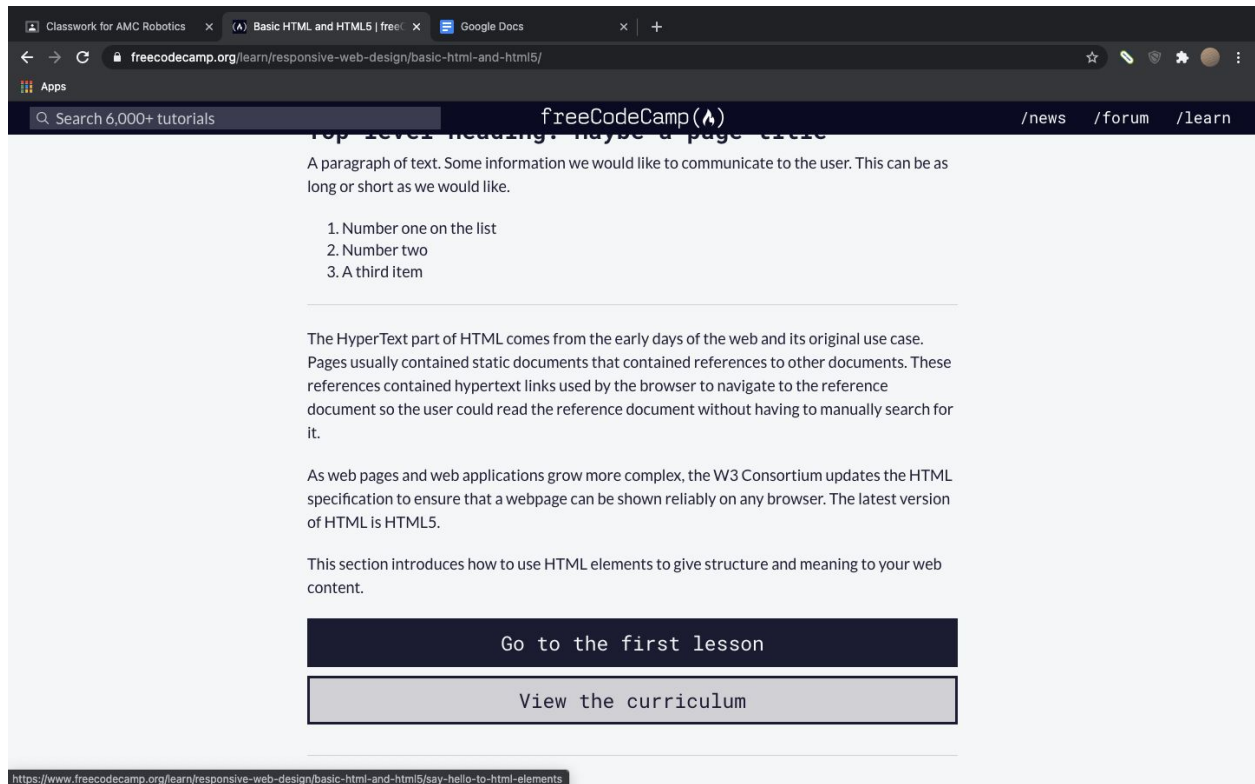 Classwork for AMC Robotics
Basic HTML and HTML5 | free
Google Docs
freecodecamp.org/learn/responsive-web-design/basic-html-and-html5/
Apps
Search 6,000+ tutorials
freeCodeCamp
/news
/forum
/learn
Top level heading: Maybe a page title
A paragraph of text. Some information we would like to communicate to the user. This can be as
long or short as we would like.
1. Number one on the list
2. Number two
3. A third item
The HyperText part of HTML comes from the early days of the web and its original use case.
Pages usually contained static documents that contained references to other documents. These
references contained hypertext links used by the browser to navigate to the reference
document so the user could read the reference document without having to manually search for
it.
As web pages and web applications grow more complex, the W3 Consortium updates the HTML
specification to ensure that a webpage can be shown reliably on any browser. The latest version
of HTML is HTML5.
This section introduces how to use HTML elements to give structure and meaning to your web
content.
Go to the first lesson
View the curriculum
https://www.freecodecamp.org/learn/responsive-web-design/basic-html-and-html5/say-hello-to-html-elements